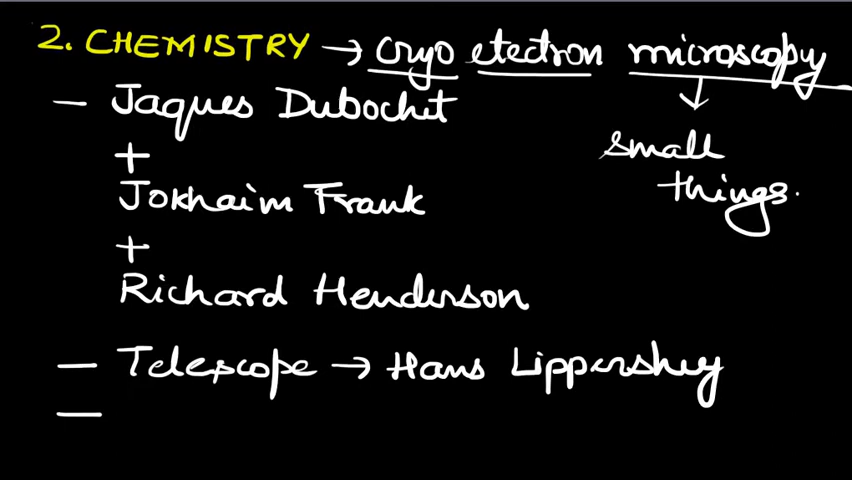 2. CHEMISTRY → cryo electron microscopy
— Jaques Dubochit
↓
small
+
things.
Jokhaim Frank
+
Richard Henderson
— Telescope → Hans Lippershey
—